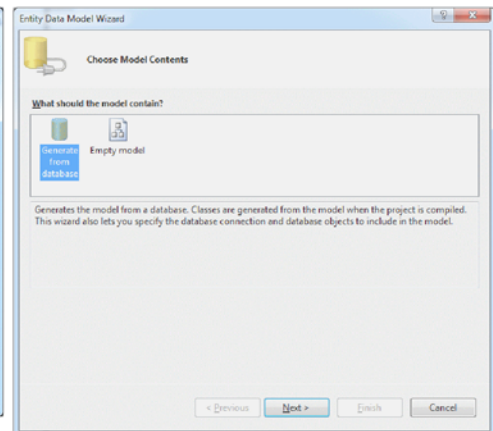 Entity Data Model Wizard
Choose Model Contents
What should the model contain?
Generate
from
database
Empty model
Generates the model from a database. Classes are generated from the model when the project is compiled.
This wizard also lets you specify the database connection and database objects to include in the model.
< Previous
Next >
Finish
Cancel